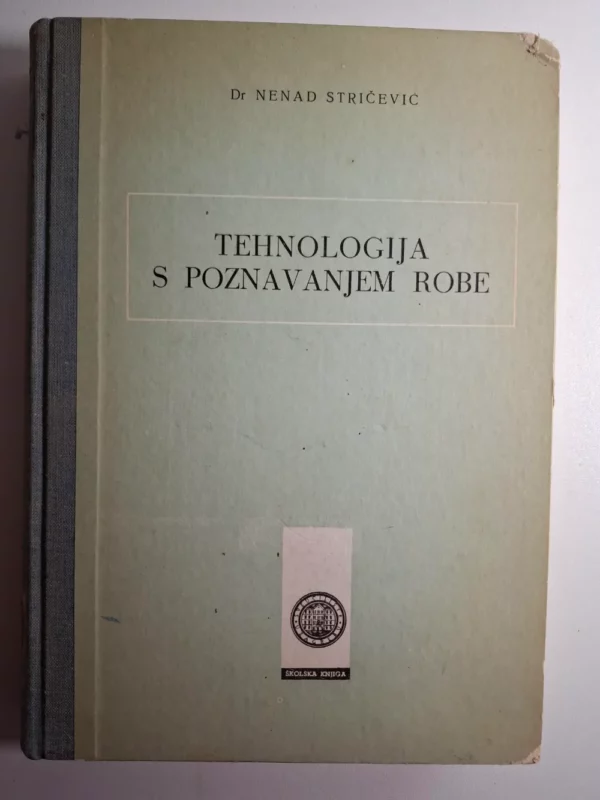 Dr NENAD STRIČEVIĆ
TEHNOLOGIJA
S POZNAVANJEM ROBE
ŠKOLSKA KNJIGA